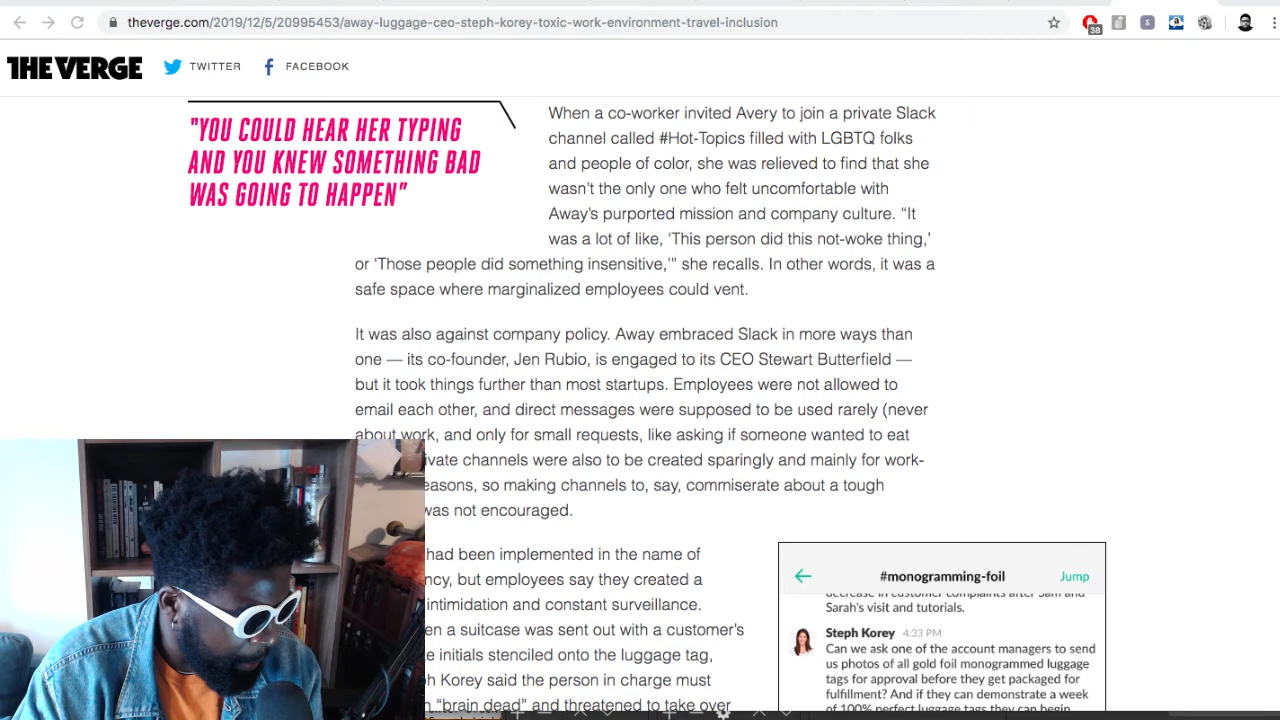 theverge.com/2019/12/5/20995453/away-luggage-ceo-steph-korey-toxic-work-environment-travel-inclusion
38
THE VERGE
TWITTER
FACEBOOK
"YOU COULD HEAR HER TYPING
AND YOU KNEW SOMETHING BAD
WAS GOING TO HAPPEN"
When a co-worker invited Avery to join a private Slack
channel called #Hot-Topics filled with LGBTQ folks
and people of color, she was relieved to find that she
wasn’t the only one who felt uncomfortable with
Away’s purported mission and company culture. “It
was a lot of like, ‘This person did this not-woke thing,’
or ‘Those people did something insensitive,’” she recalls. In other words, it was a
safe space where marginalized employees could vent.
It was also against company policy. Away embraced Slack in more ways than
one — its co-founder, Jen Rubio, is engaged to its CEO Stewart Butterfield —
but it took things further than most startups. Employees were not allowed to
email each other, and direct messages were supposed to be used rarely (never
about work, and only for small requests, like asking if someone wanted to eat
ivate channels were also to be created sparingly and mainly for work-
easons, so making channels to, say, commiserate about a tough
was not encouraged.
had been implemented in the name of
ncy, but employees say they created a
intimidation and constant surveillance.
en a suitcase was sent out with a customer’s
e initials stenciled onto the luggage tag,
h Korey said the person in charge must
“brain dead” and threatened to take over
#monogramming-foil
Jump
decrease in customer complaints after Sam and
Sarah's visit and tutorials.
Steph Korey 4:33 PM
Can we ask one of the account managers to send
us photos of all gold foil monogrammed luggage
tags for approval before they get packaged for
fulfillment? And if they can demonstrate a week
of 100% perfect luggage tags they can begin